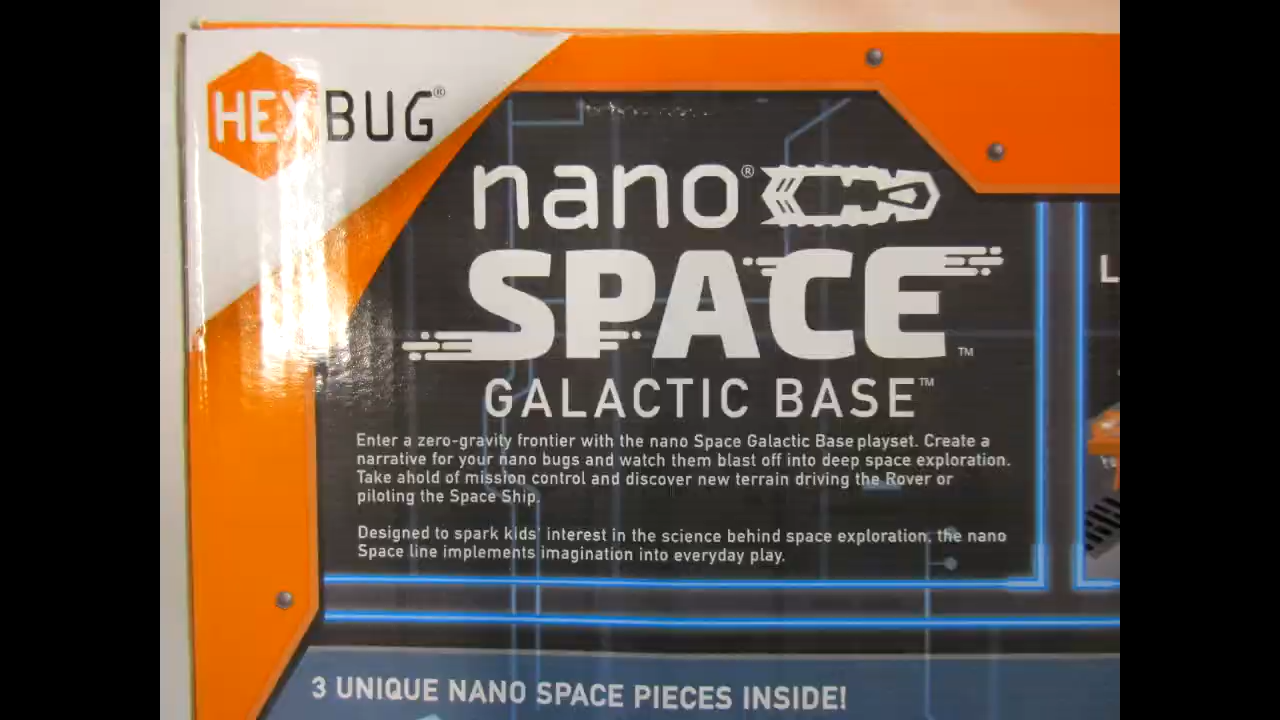 HEXBUG®
nano®
SPACE™
GALACTIC BASE™
Enter a zero-gravity frontier with the nano Space Galactic Base playset. Create a
narrative for your nano bugs and watch them blast off into deep space exploration.
Take ahold of mission control and discover new terrain driving the Rover or
piloting the Space Ship.
Designed to spark kids' interest in the science behind space exploration, the nano
Space line implements imagination into everyday play.
3 UNIQUE NANO SPACE PIECES INSIDE!